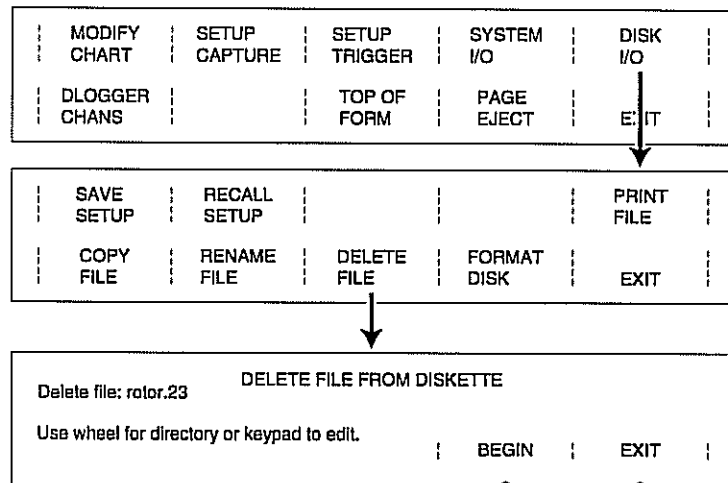 MODIFY SETUP SETUP SYSTEM DISK
CHART CAPTURE TRIGGER I/O I/O
DLOGGER TOP OF PAGE
CHANS FORM EJECT EXIT
SAVE RECALL PRINT
SETUP SETUP FILE
COPY RENAME DELETE FORMAT
FILE FILE FILE DISK EXIT
DELETE FILE FROM DISKETTE
Delete file: rotor.23
Use wheel for directory or keypad to edit.
BEGIN EXIT